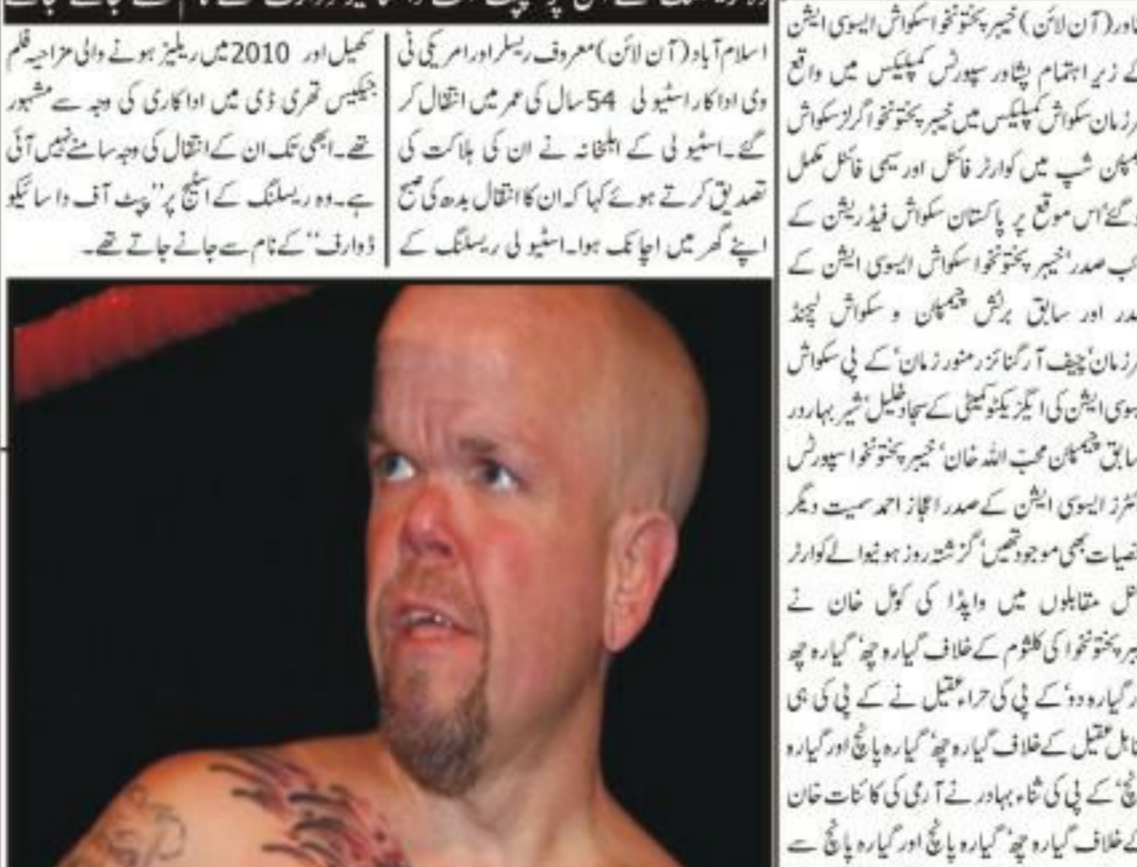 اسلام آباد (آن لائن) معروف ریسلر اور امریکی ٹی
وی اداکار اسٹیو لی 54 سال کی عمر میں انتقال کر
گئے۔اسٹیو لی کے اہلخانہ نے ان کی ہلاکت کی
تصدیق کرتے ہوئے کہا کہ ان کا انتقال بدھ کی صبح
اپنے گھر میں اچانک ہوا۔اسٹیو لی ریسلنگ کے
کھیل اور 2010 میں ریلیز ہونے والی مزاحیہ فلم
جیکیس تھری ڈی میں اداکاری کی وجہ سے مشہور
تھے۔ابھی تک ان کے انتقال کی وجہ سامنے نہیں آئی
ہے۔وہ ریسلنگ کے اسٹیج پر ''پپٹ آف دا سائیکو
ڈوارف'' کے نام سے جانے جاتے تھے۔
(آن لائن) خیبر پختونخوا سکواش ایسوسی ایشن
کے زیر اہتمام پشاور سپورٹس کمپلیکس میں واقع
زمان سکواش کمپلیکس میں خیبر پختونخوا گرلز سکواش
شپ میں کوارٹر فائنل اور سیمی فائنل مکمل
گئے' اس موقع پر پاکستان سکواش فیڈریشن کے
صدر' خیبر پختونخوا سکواش ایسوسی ایشن کے
اور سابق برٹش چیمپئن و سکواش لیجنڈ
زمان' چیف آرگنائزر منور زمان' کے پی سکواش
ایشن کی ایگزیکٹو کمیٹی کے سجاد خلیل' شیر بہادر
چیمپئن محب اللہ خان' خیبر پختونخوا سپورٹس
ایسوسی ایشن کے صدر اعجاز احمد سمیت دیگر
بھی موجود تھیں' گزشتہ روز ہونیوالے کوارٹر
مقابلوں میں واپڈا کی کومل خان نے
پختونخوا کی کلثوم کے خلاف گیارہ چھ' گیارہ چھ
گیارہ دو' کے پی کی حراء عقیل نے کے پی کی ہی
عقیل کے خلاف گیارہ چھ' گیارہ پانچ اور گیارہ
کے پی کی ثناء بہادر نے آرمی کی کائنات خان
کے خلاف گیارہ چھ' گیارہ پانچ اور گیارہ پانچ سے